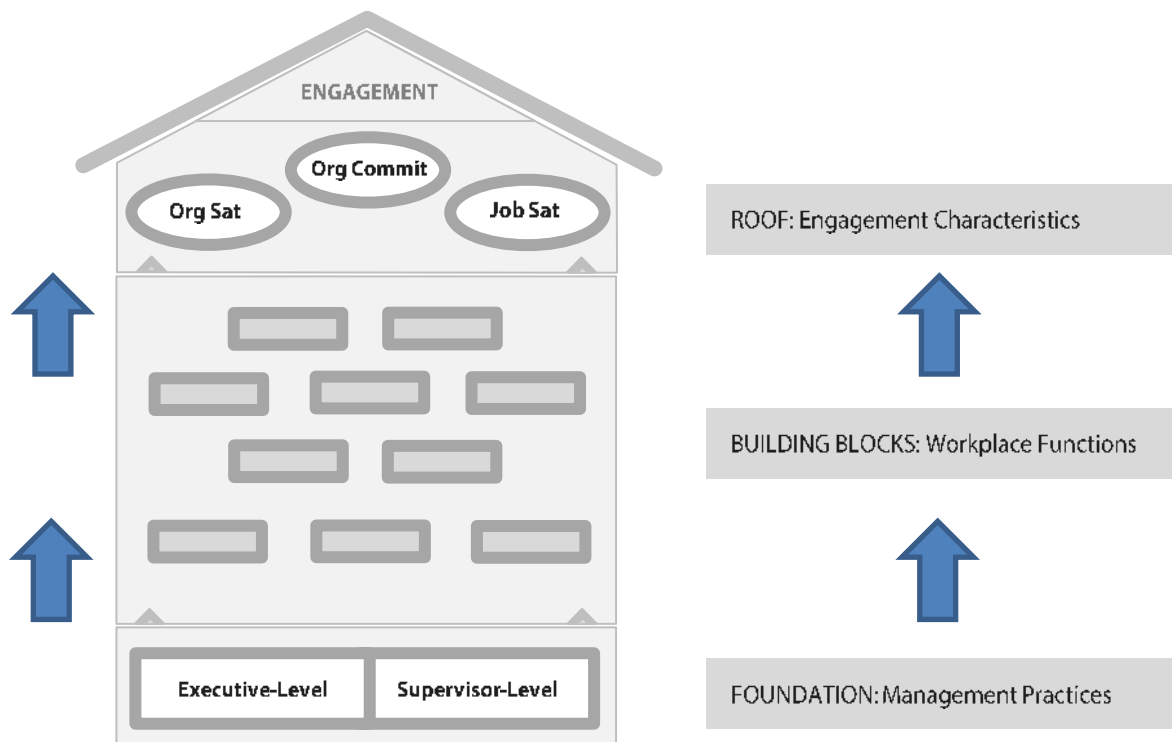 ENGAGEMENT
Org Commit
Org Sat
Job Sat
ROOF: Engagement Characteristics
BUILDING BLOCKS: Workplace Functions
Executive-Level
Supervisor-Level
FOUNDATION: Management Practices